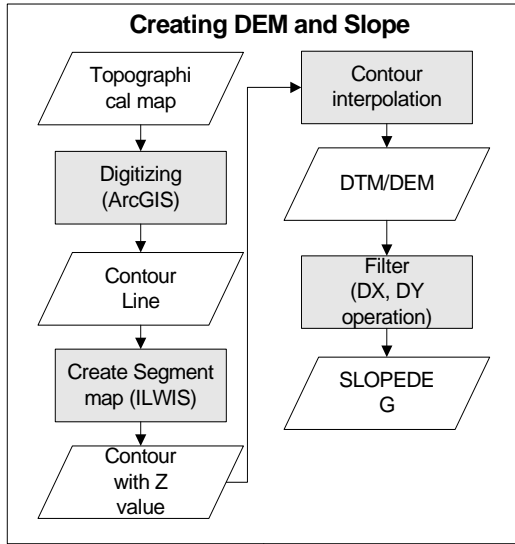 Creating DEM and Slope
Topographi
cal map
Digitizing
(ArcGIS)
Contour
Line
Create Segment
map (ILWIS)
Contour
with Z
value
Contour
interpolation
DTM/DEM
Filter
(DX, DY
operation)
SLOPEDE
G